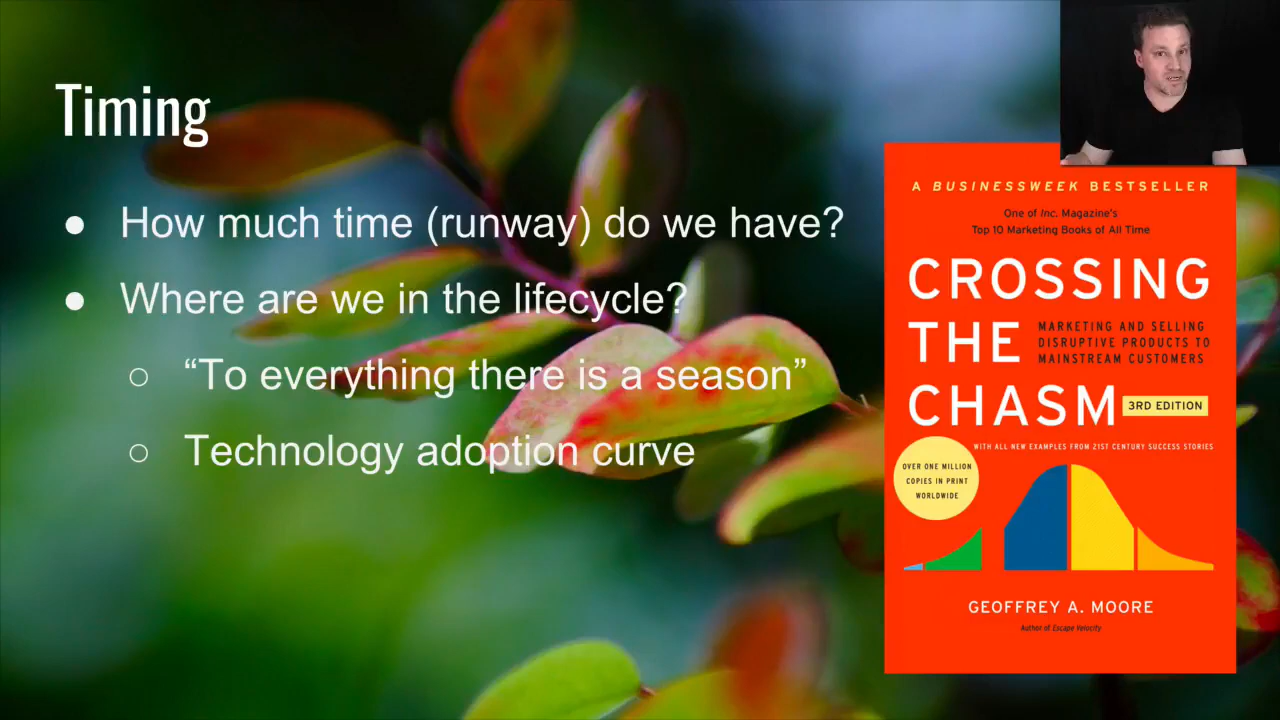 Timing
● How much time (runway) do we have?
● Where are we in the lifecycle?
○ “To everything there is a season”
○ Technology adoption curve
A BUSINESSWEEK BESTSELLER
One of Inc. Magazine's
Top 10 Marketing Books of All Time
CROSSING
THE
MARKETING AND SELLING
DISRUPTIVE PRODUCTS TO
MAINSTREAM CUSTOMERS
CHASM
3RD EDITION
WITH ALL-NEW EXAMPLES FROM 21ST CENTURY SUCCESS STORIES
OVER ONE MILLION
COPIES IN PRINT
WORLDWIDE
GEOFFREY A. MOORE
Author of Escape Velocity